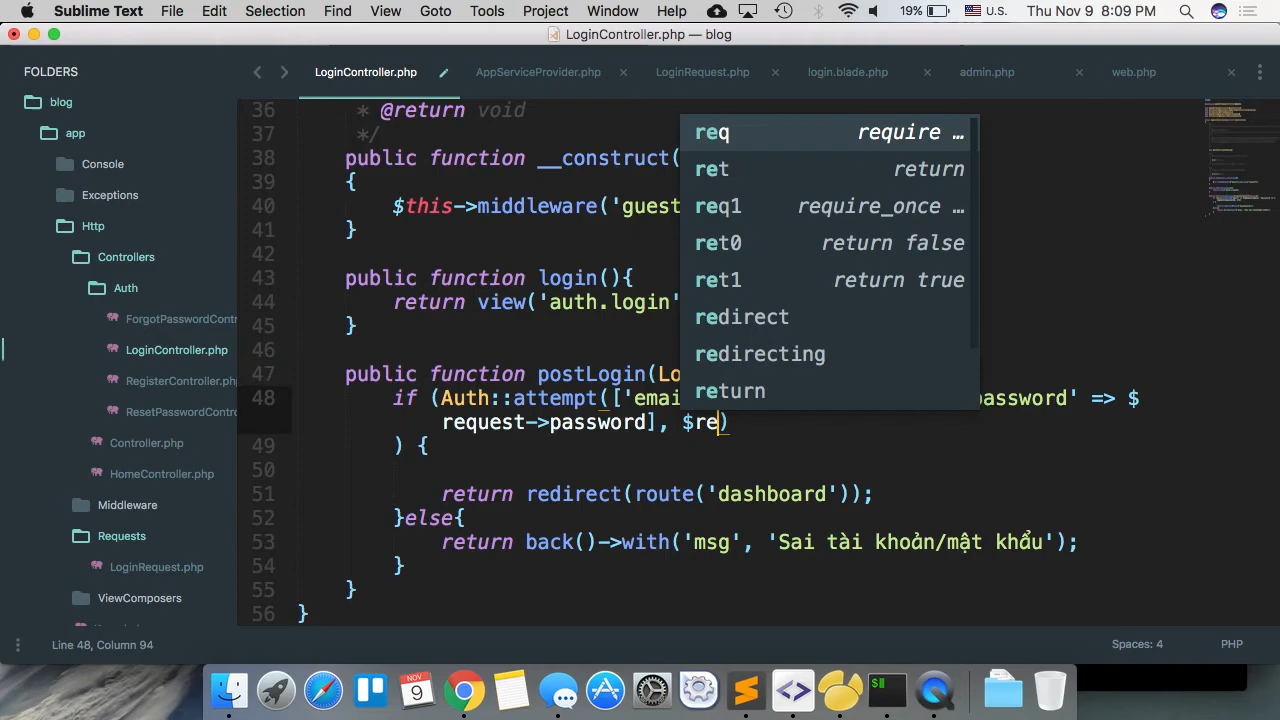 Sublime Text File Edit Selection Find View Goto Tools Project Window Help 19% U.S. Thu Nov 9 8:09 PM
LoginController.php — blog
FOLDERS
blog
app
Console
Exceptions
Http
Controllers
Auth
ForgotPasswordContr
LoginController.php
RegisterController.php
ResetPasswordContro
Controller.php
HomeController.php
Middleware
Requests
LoginRequest.php
ViewComposers
LoginController.php AppServiceProvider.php LoginRequest.php login.blade.php admin.php web.php
36 * @return void
37 */
38 public function __construct(
39 {
40 $this->middleware('guest
41 }
42
43 public function login(){
44 return view('auth.login'
45 }
46
47 public function postLogin(Lo
48 if (Auth::attempt(['emai password' => $
request->password], $re)
49 ) {
50
51 return redirect(route('dashboard'));
52 }else{
53 return back()->with('msg', 'Sai tài khoản/mật khẩu');
54 }
55 }
56 }
req require …
ret return
req1 require_once …
ret0 return false
ret1 return true
redirect
redirecting
return
Line 48, Column 94 Spaces: 4 PHP
NOV
9